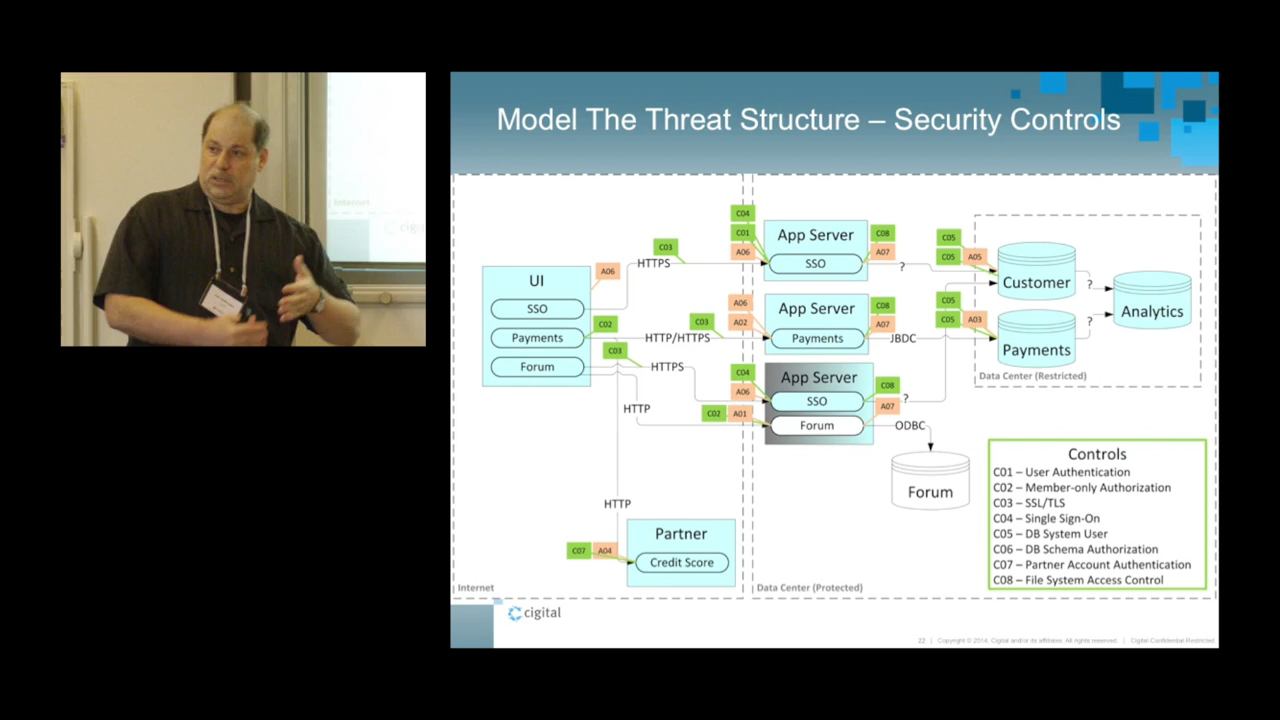 Model The Threat Structure – Security Controls
C04
C01
A06
App Server
SSO
C08
A07
?
C05
C05
A05
Customer
?
Analytics
C03
HTTPS
A06
UI
SSO
Payments
Forum
C02
C03
HTTP/HTTPS
A06
A02
App Server
Payments
C08
A07
JBDC
C05
C05
A03
Payments
?
Data Center (Restricted)
C03
HTTPS
C04
A06
App Server
SSO
Forum
C08
A07
?
HTTP
C02
A01
ODBC
Forum
HTTP
C07
A04
Partner
Credit Score
Internet
Data Center (Protected)
Controls
C01 – User Authentication
C02 – Member-only Authorization
C03 – SSL/TLS
C04 – Single Sign-On
C05 – DB System User
C06 – DB Schema Authorization
C07 – Partner Account Authentication
C08 – File System Access Control
cigital
22 | Copyright © 2014, Cigital and/or its affiliates. All rights reserved. | Cigital Confidential Restricted.
Internet